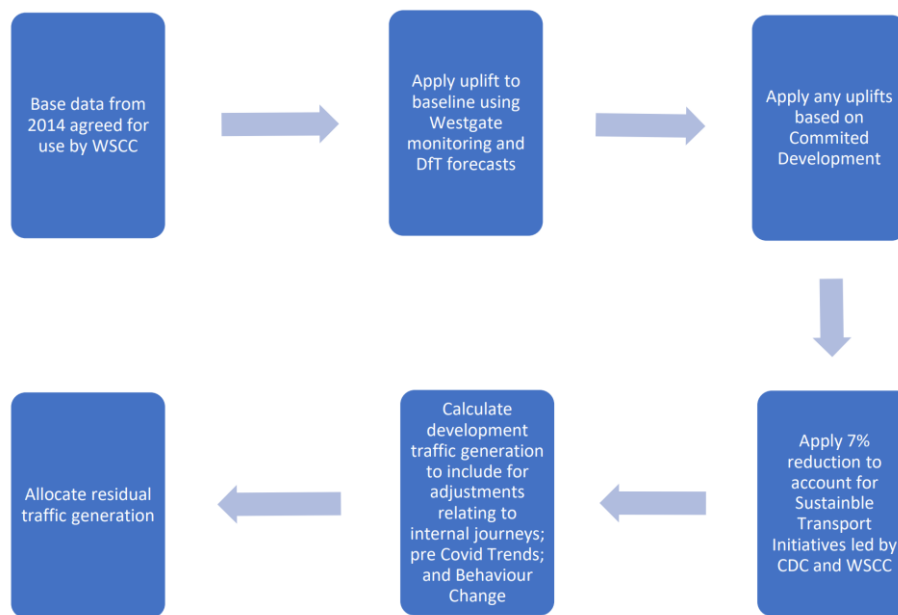 Base data from
2014 agreed for
use by WSCC
Apply uplift to
baseline using
Westgate
monitoring and
DfT forecasts
Apply any uplifts
based on
Commited
Development
Apply 7%
reduction to
account for
Sustainble
Transport
Initiatives led by
CDC and WSCC
Calculate
development
traffic generation
to include for
adjustments
relating to
internal journeys;
pre Covid Trends;
and Behaviour
Change
Allocate residual
traffic generation